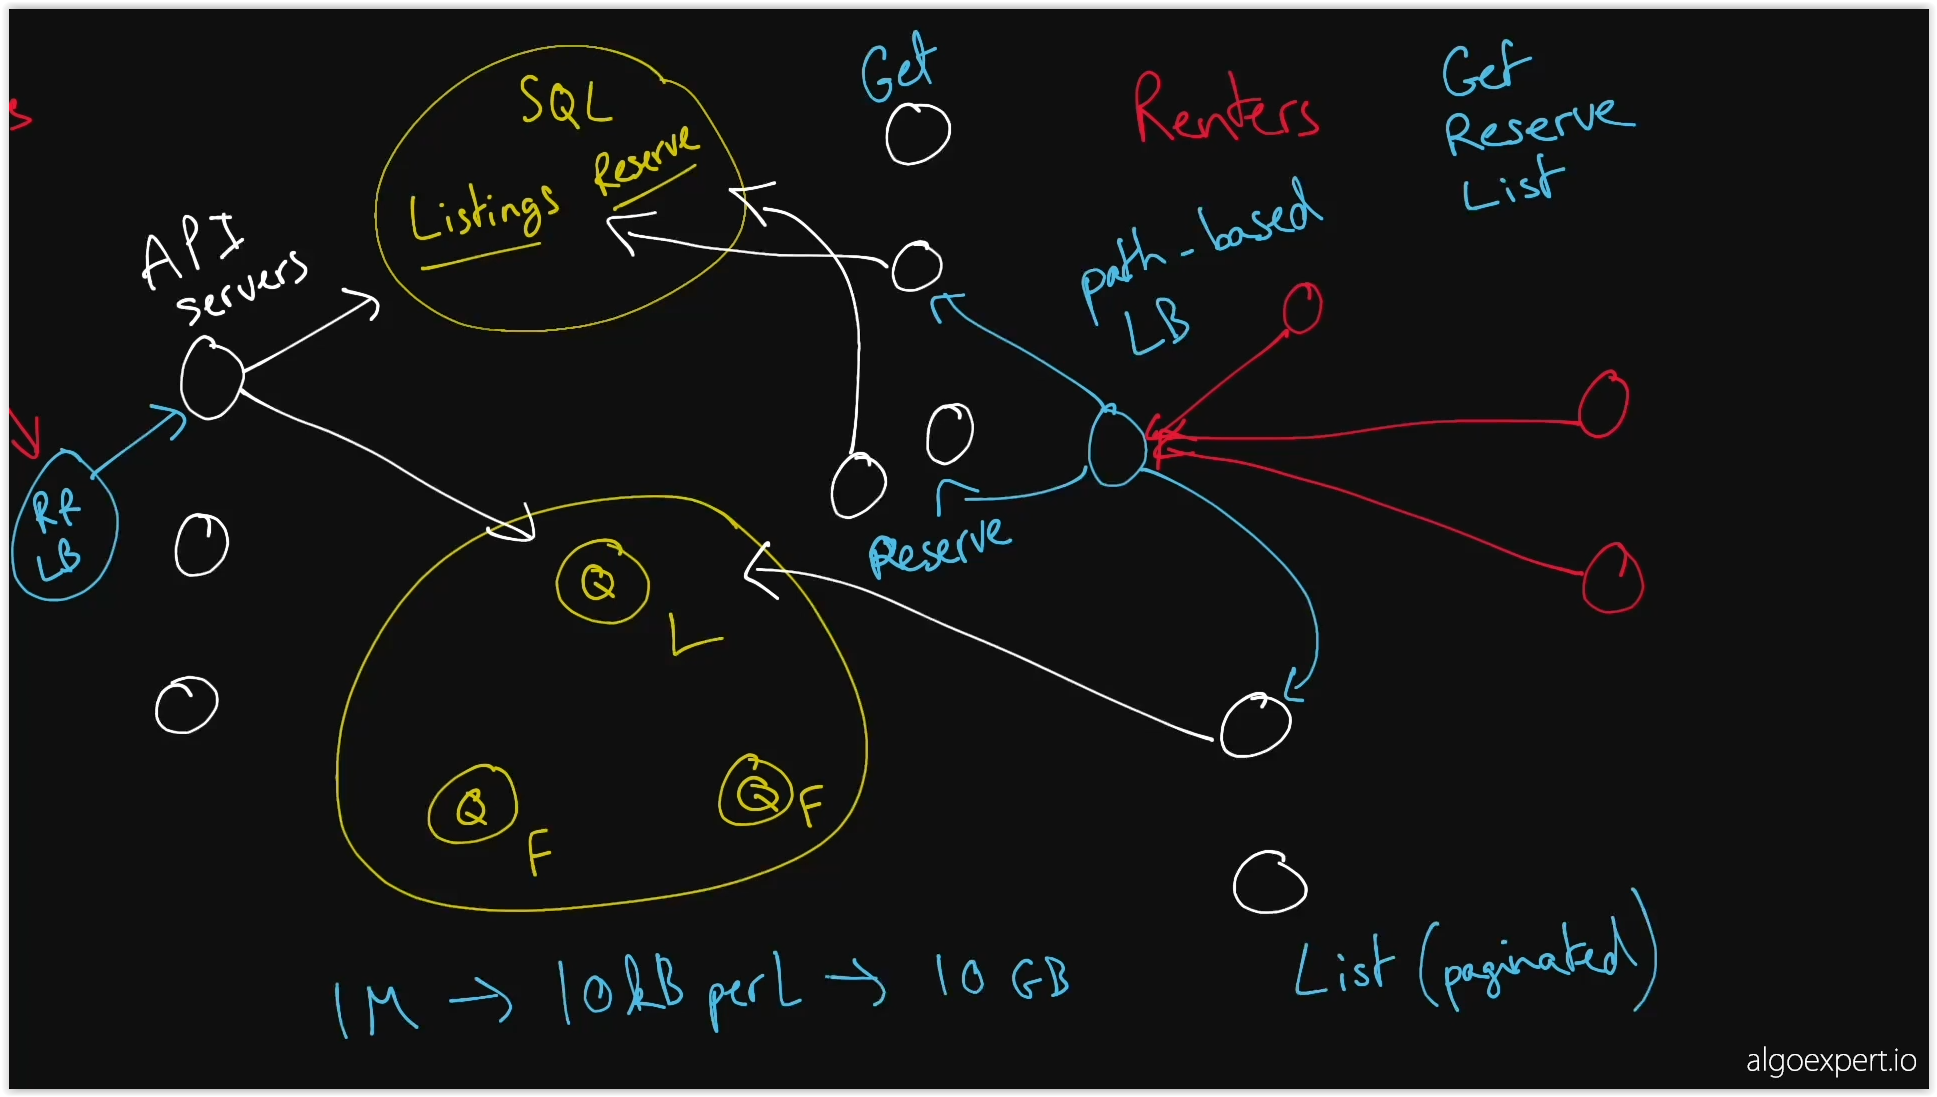 s
SQL
Listings
Reserve
API
servers
RR
LB
Get
Renters
Get
Reserve
List
path-based
LB
Reserve
Q
L
Q
F
Q
F
1M → 10kB per L → 10 GB
List (paginated)
algoexpert.io